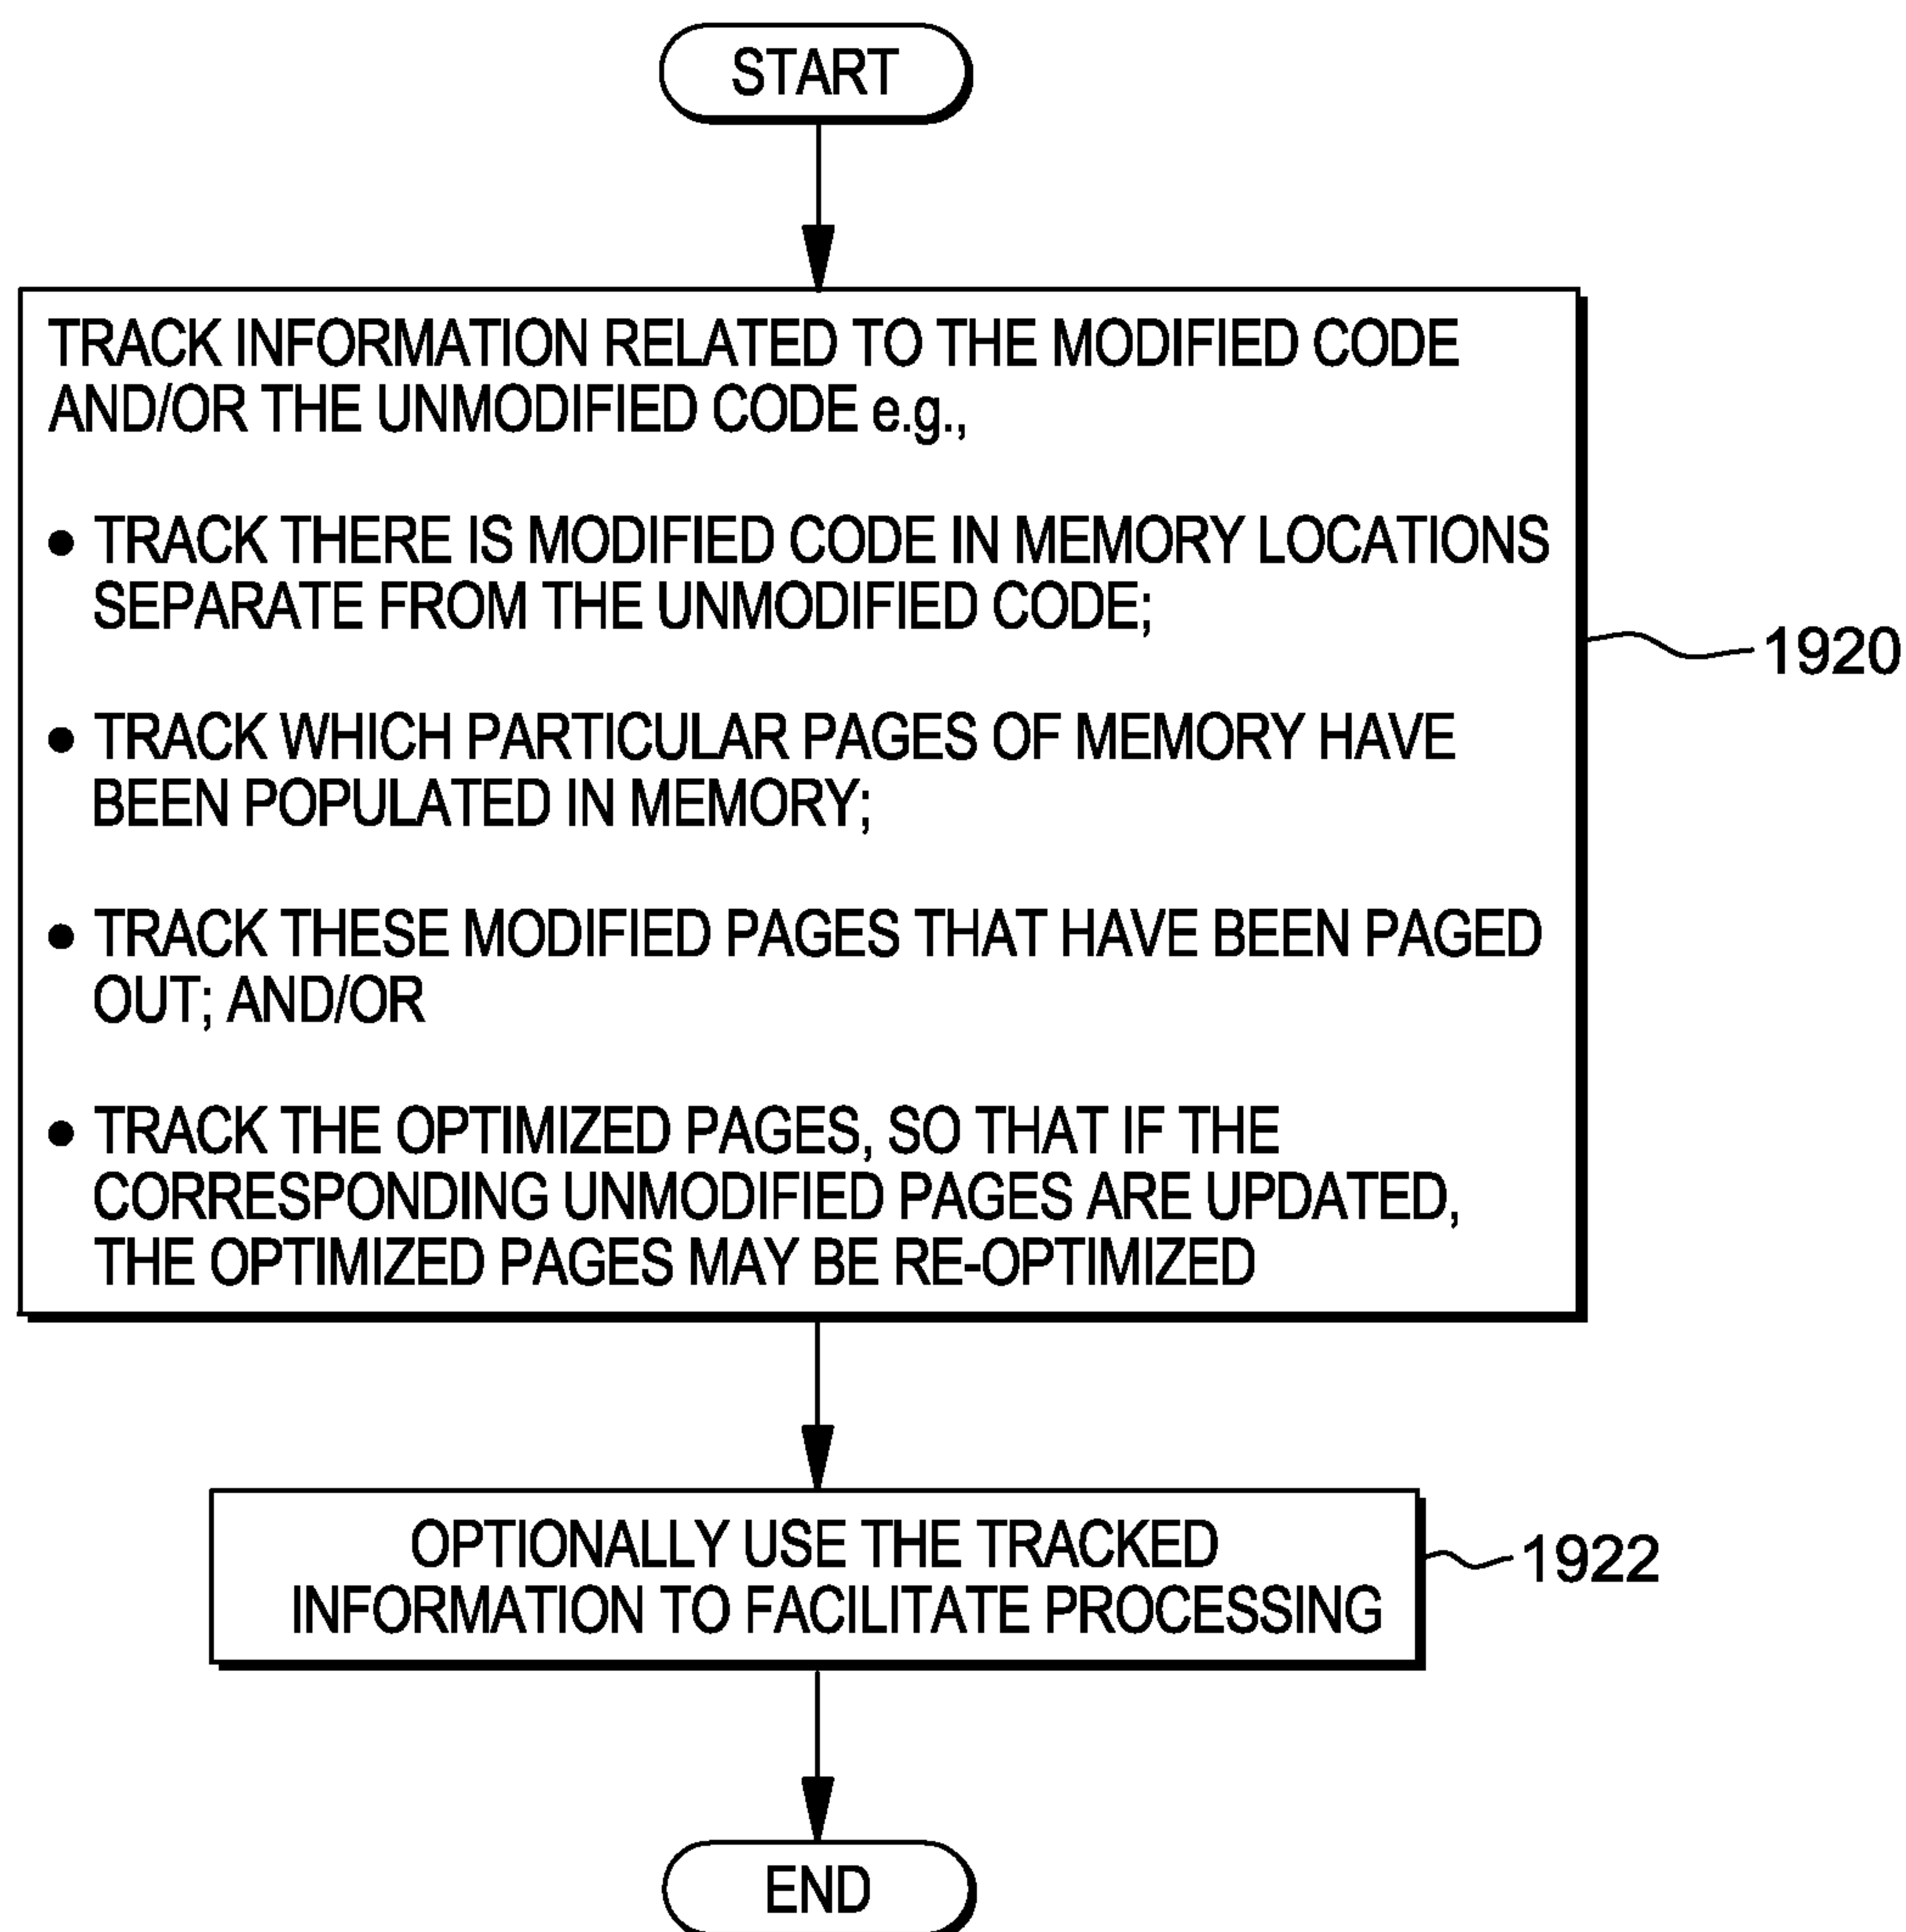 START
TRACK INFORMATION RELATED TO THE MODIFIED CODE
AND/OR THE UNMODIFIED CODE e.g.,
● TRACK THERE IS MODIFIED CODE IN MEMORY LOCATIONS
SEPARATE FROM THE UNMODIFIED CODE;
● TRACK WHICH PARTICULAR PAGES OF MEMORY HAVE
BEEN POPULATED IN MEMORY;
● TRACK THESE MODIFIED PAGES THAT HAVE BEEN PAGED
OUT; AND/OR
● TRACK THE OPTIMIZED PAGES, SO THAT IF THE
CORRESPONDING UNMODIFIED PAGES ARE UPDATED,
THE OPTIMIZED PAGES MAY BE RE-OPTIMIZED
1920
OPTIONALLY USE THE TRACKED
INFORMATION TO FACILITATE PROCESSING
1922
END